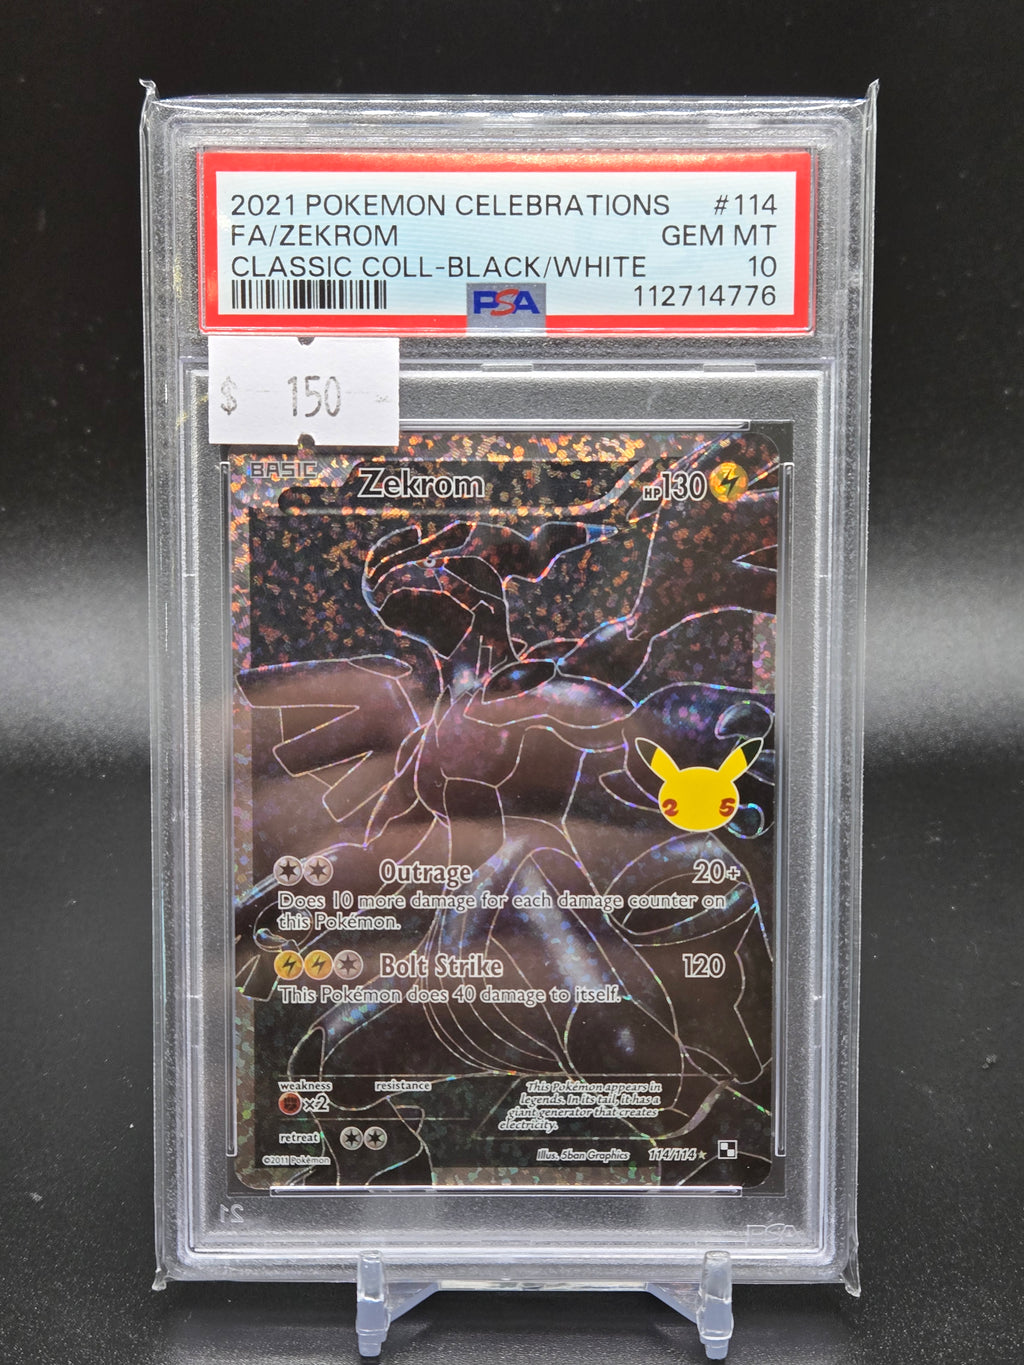 2021 POKEMON CELEBRATIONS #114
FA/ZEKROM GEM MT
CLASSIC COLL-BLACK/WHITE 10
PSA 112714776
$ 150
BASIC Zekrom HP130
25
Outrage 20+
Does 10 more damage for each damage counter on
this Pokémon.
Bolt Strike 120
This Pokémon does 40 damage to itself.
weakness resistance
×2
This Pokémon appears in
legends. In its tail, it has a
giant generator that creates
electricity.
retreat
©2011 Pokémon
Illus. 5ban Graphics 114/114
21 PSA